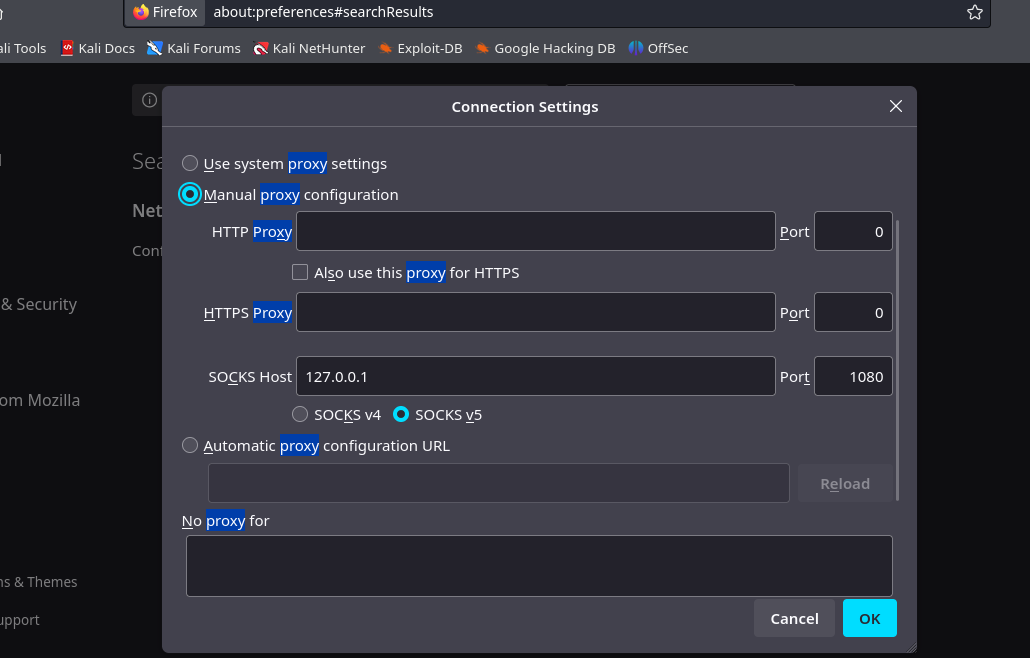 Firefox about:preferences#searchResults
ali Tools Kali Docs Kali Forums Kali NetHunter Exploit-DB Google Hacking DB OffSec
Connection Settings
Sea
Use system proxy settings
Manual proxy configuration
Net
HTTP Proxy Port 0
Conf
Also use this proxy for HTTPS
& Security
HTTPS Proxy Port 0
SOCKS Host 127.0.0.1 Port 1080
om Mozilla
SOCKS v4 SOCKS v5
Automatic proxy configuration URL
Reload
No proxy for
ns & Themes
upport
Cancel OK